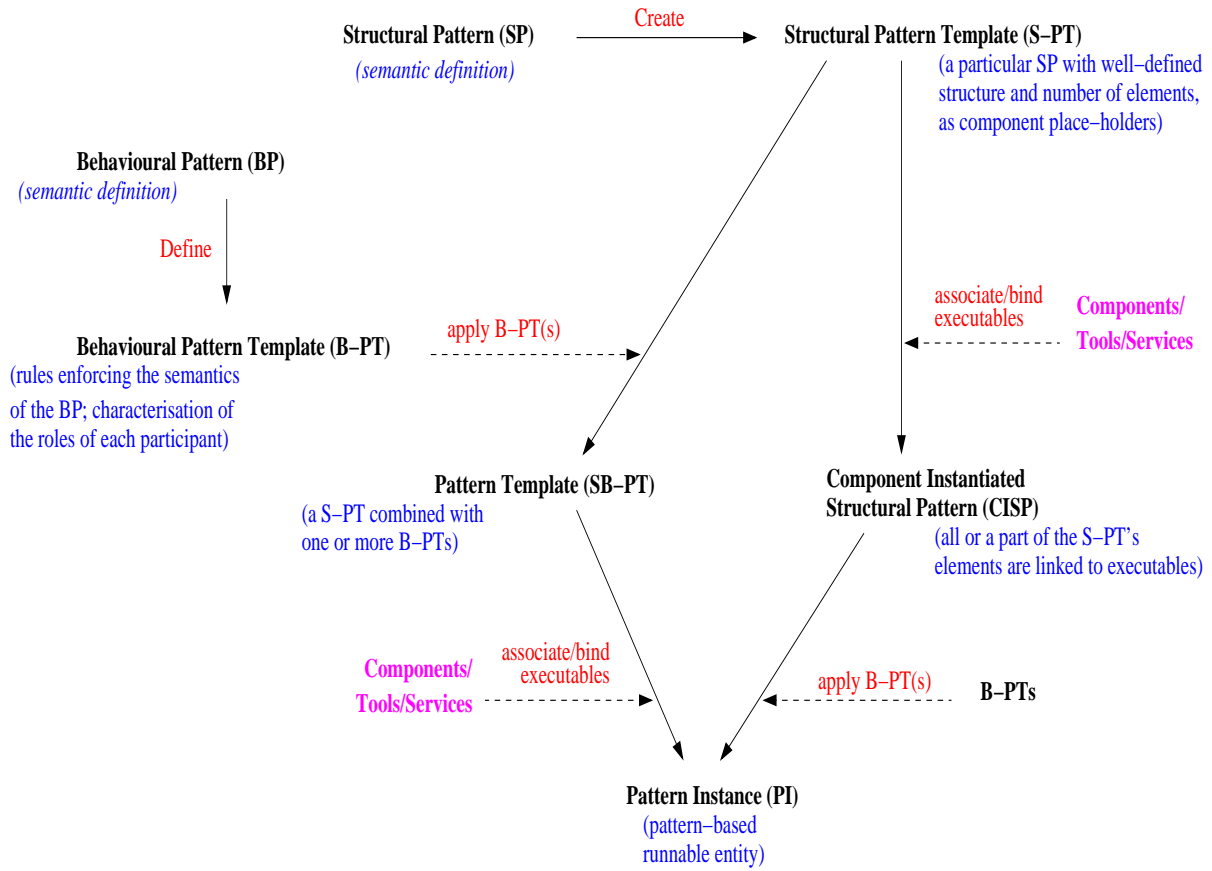 Structural Pattern (SP)
(semantic definition)
Create
Structural Pattern Template (S−PT)
(a particular SP with well−defined
structure and number of elements,
as component place−holders)
Behavioural Pattern (BP)
(semantic definition)
Define
Behavioural Pattern Template (B−PT)
(rules enforcing the semantics
of the BP; characterisation of
the roles of each participant)
apply B−PT(s)
associate/bind
executables
Components/
Tools/Services
Pattern Template (SB−PT)
(a S−PT combined with
one or more B−PTs)
Component Instantiated
Structural Pattern (CISP)
(all or a part of the S−PT’s
elements are linked to executables)
Components/
Tools/Services
associate/bind
executables
apply B−PT(s)
B−PTs
Pattern Instance (PI)
(pattern−based
runnable entity)